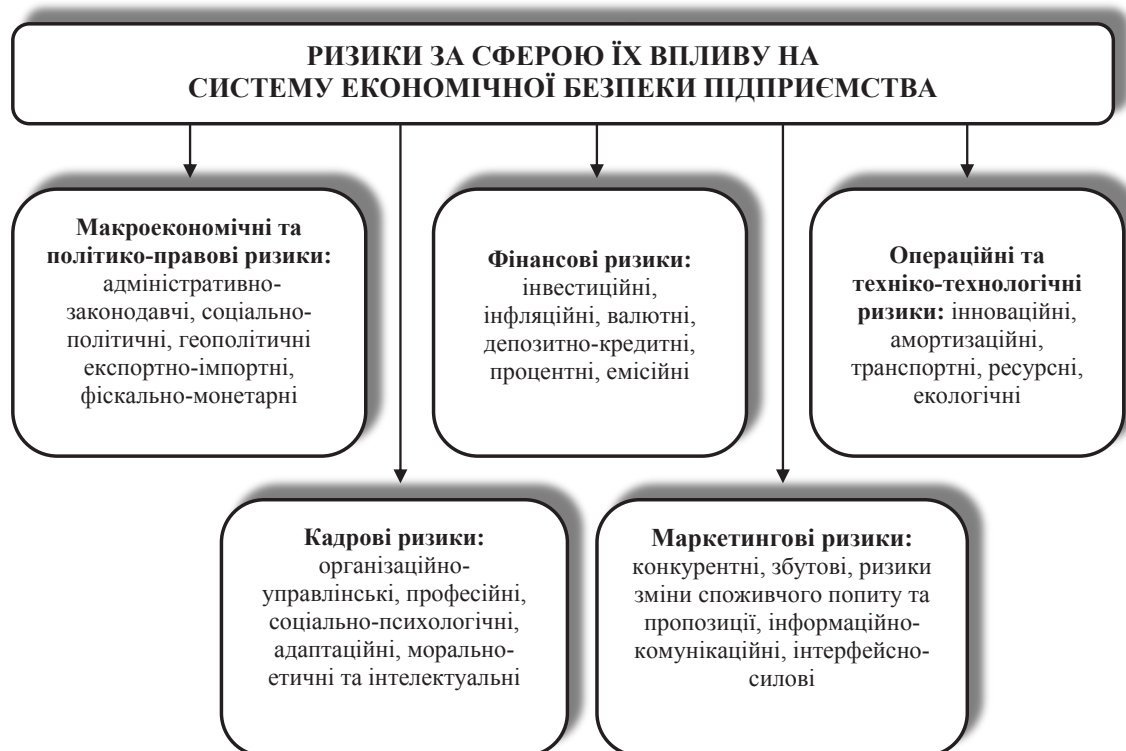 РИЗИКИ ЗА СФЕРОЮ ЇХ ВПЛИВУ НА
СИСТЕМУ ЕКОНОМІЧНОЇ БЕЗПЕКИ ПІДПРИЄМСТВА
Макроекономічні та
політико-правові ризики:
адміністративно-
законодавчі, соціально-
політичні, геополітичні
експортно-імпортні,
фіскально-монетарні
Фінансові ризики:
інвестиційні,
інфляційні, валютні,
депозитно-кредитні,
процентні, емісійні
Операційні та
техніко-технологічні
ризики: інноваційні,
амортизаційні,
транспортні, ресурсні,
екологічні
Кадрові ризики:
організаційно-
управлінські, професійні,
соціально-психологічні,
адаптаційні, морально-
етичні та інтелектуальні
Маркетингові ризики:
конкурентні, збутові, ризики
зміни споживчого попиту та
пропозиції, інформаційно-
комунікаційні, інтерфейсно-
силові